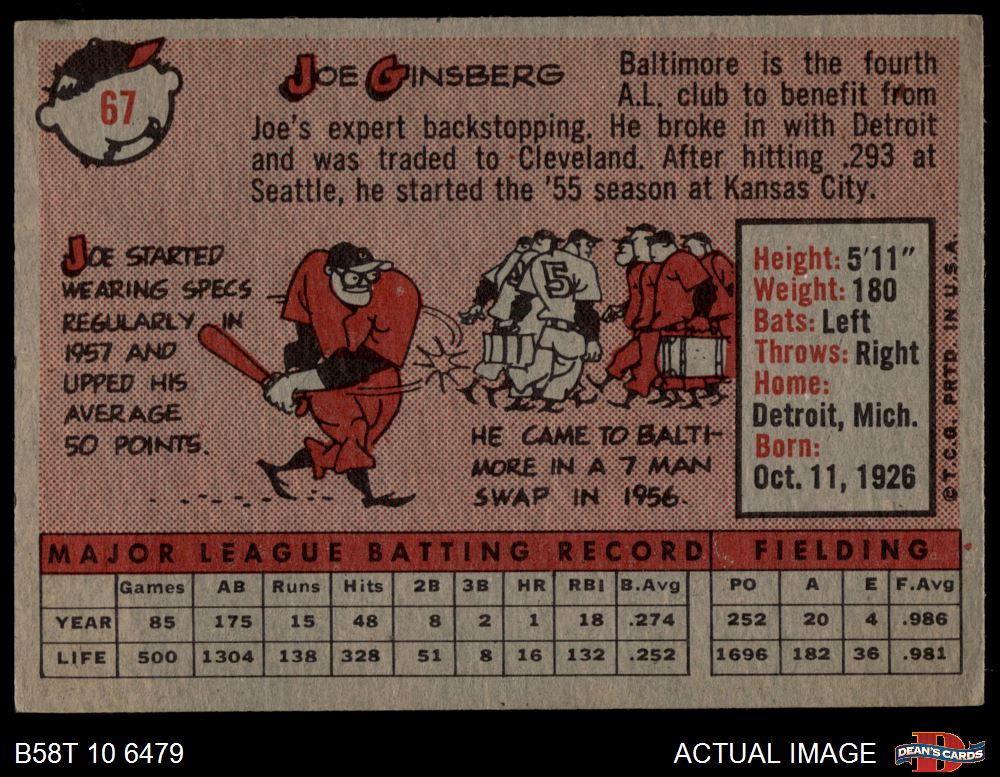 67
JOE GINSBERG
Baltimore is the fourth
A.L. club to benefit from
Joe's expert backstopping. He broke in with Detroit
and was traded to Cleveland. After hitting .293 at
Seattle, he started the '55 season at Kansas City.
JOE STARTED
WEARING SPECS
REGULARLY IN
1957 AND
UPPED HIS
AVERAGE
50 POINTS.
5
HE CAME TO BALTI-
MORE IN A 7 MAN
SWAP IN 1956.
Height: 5'11"
Weight: 180
Bats: Left
Throws: Right
Home:
Detroit, Mich.
Born:
Oct. 11, 1926
© T.C.G. PRTD. IN U.S.A.
MAJOR LEAGUE BATTING RECORD FIELDING
Games AB Runs Hits 2B 3B HR RBI B.Avg PO A E F.Avg
YEAR 85 175 15 48 8 2 1 18 .274 252 20 4 .986
LIFE 500 1304 138 328 51 8 16 132 .252 1696 182 36 .981
B58T 10 6479
ACTUAL IMAGE
DEAN'S CARDS